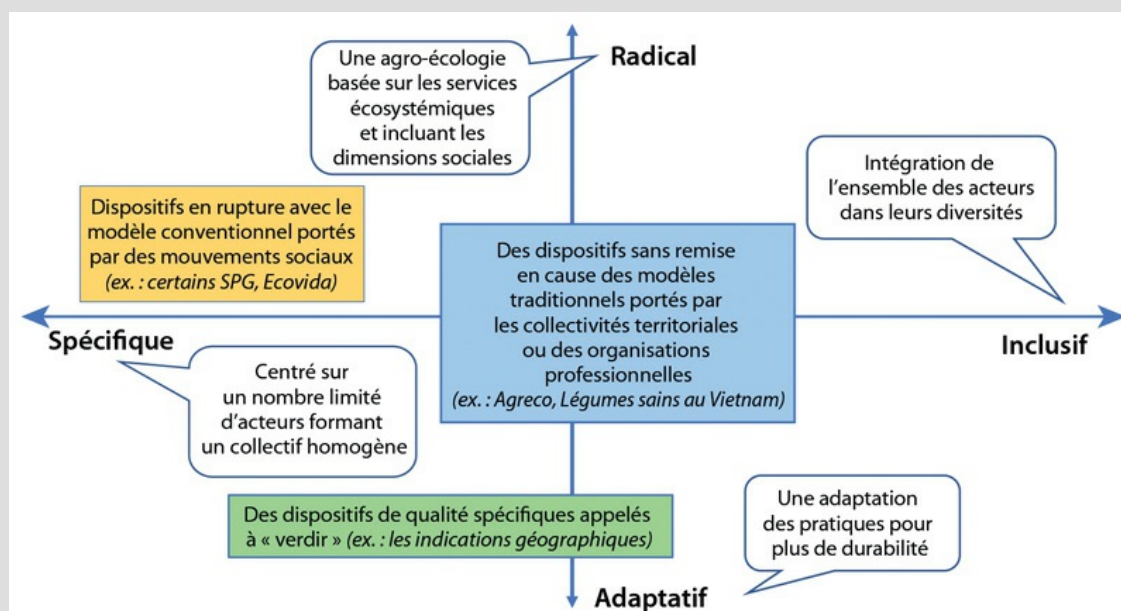 Une agro-écologie
basée sur les services
écosystémiques
et incluant les
dimensions sociales
Radical
Intégration de
l'ensemble des acteurs
dans leurs diversités
Dispositifs en rupture avec le
modèle conventionnel portés
par des mouvements sociaux
(ex. : certains SPG, Ecovida)
Des dispositifs sans remise
en cause des modèles
traditionnels portés par
les collectivités territoriales
ou des organisations
professionnelles
(ex. : Agreco, Légumes sains au Vietnam)
Spécifique
Inclusif
Centré sur
un nombre limité
d'acteurs formant
un collectif homogène
Des dispositifs de qualité spécifiques appelés
à « verdir » (ex. : les indications géographiques)
Une adaptation
des pratiques pour
plus de durabilité
Adaptatif